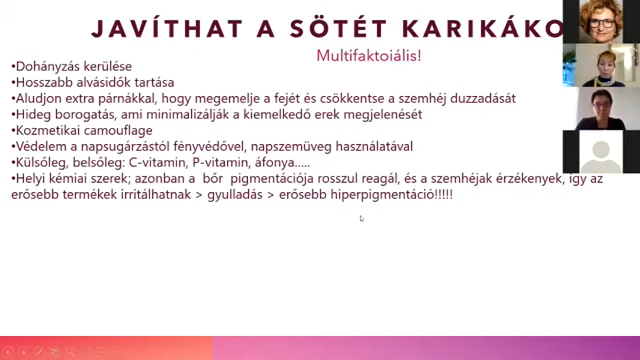 JAVÍTHAT A SÖTÉT KARIKÁKO
Multifaktoiális!
•Dohányzás kerülése
•Hosszabb alvásidők tartása
•Aludjon extra párnákkal, hogy megemelje a fejét és csökkentse a szemhéj duzzadását
•Hideg borogatás, ami minimalizálják a kiemelkedő erek megjelenését
•Kozmetikai camouflage
•Védelem a napsugárzástól fényvédővel, napszemüveg használatával
•Külsőleg, belsőleg: C-vitamin, P-vitamin, áfonya.....
•Helyi kémiai szerek; azonban a bőr pigmentációja rosszul reagál, és a szemhéjak érzékenyek, így az
erősebb termékek irritálhatnak > gyulladás > erősebb hiperpigmentáció!!!!!